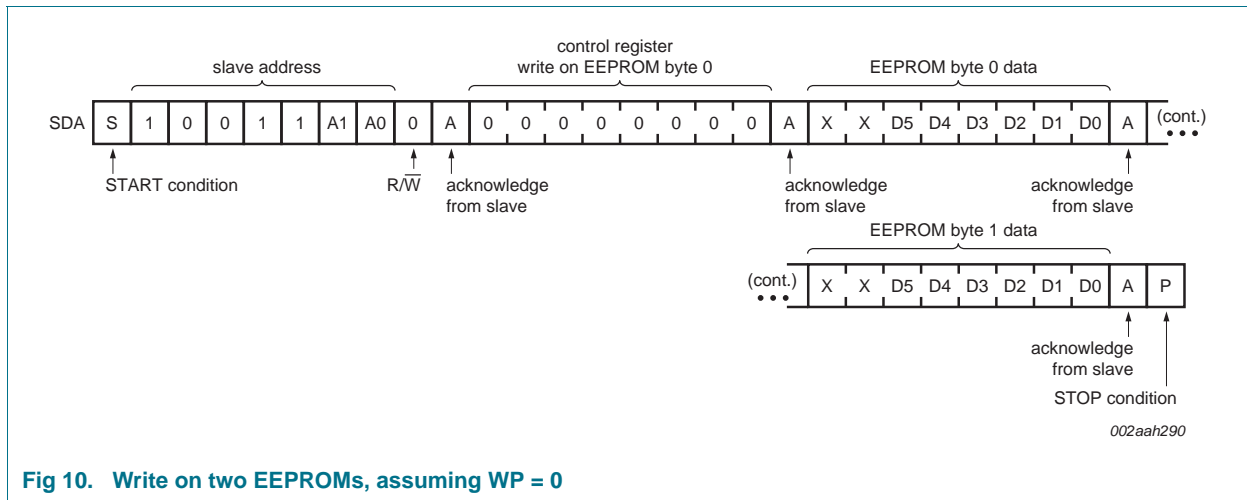 control register
slave address write on EEPROM byte 0 EEPROM byte 0 data
SDA S 1 0 0 1 1 A1 A0 0 A 0 0 0 0 0 0 0 0 A X X D5 D4 D3 D2 D1 D0 A (cont.)
START condition R/W̅ acknowledge from slave acknowledge from slave acknowledge from slave
EEPROM byte 1 data
(cont.) X X D5 D4 D3 D2 D1 D0 A P
acknowledge
from slave
STOP condition
002aah290
Fig 10. Write on two EEPROMs, assuming WP = 0